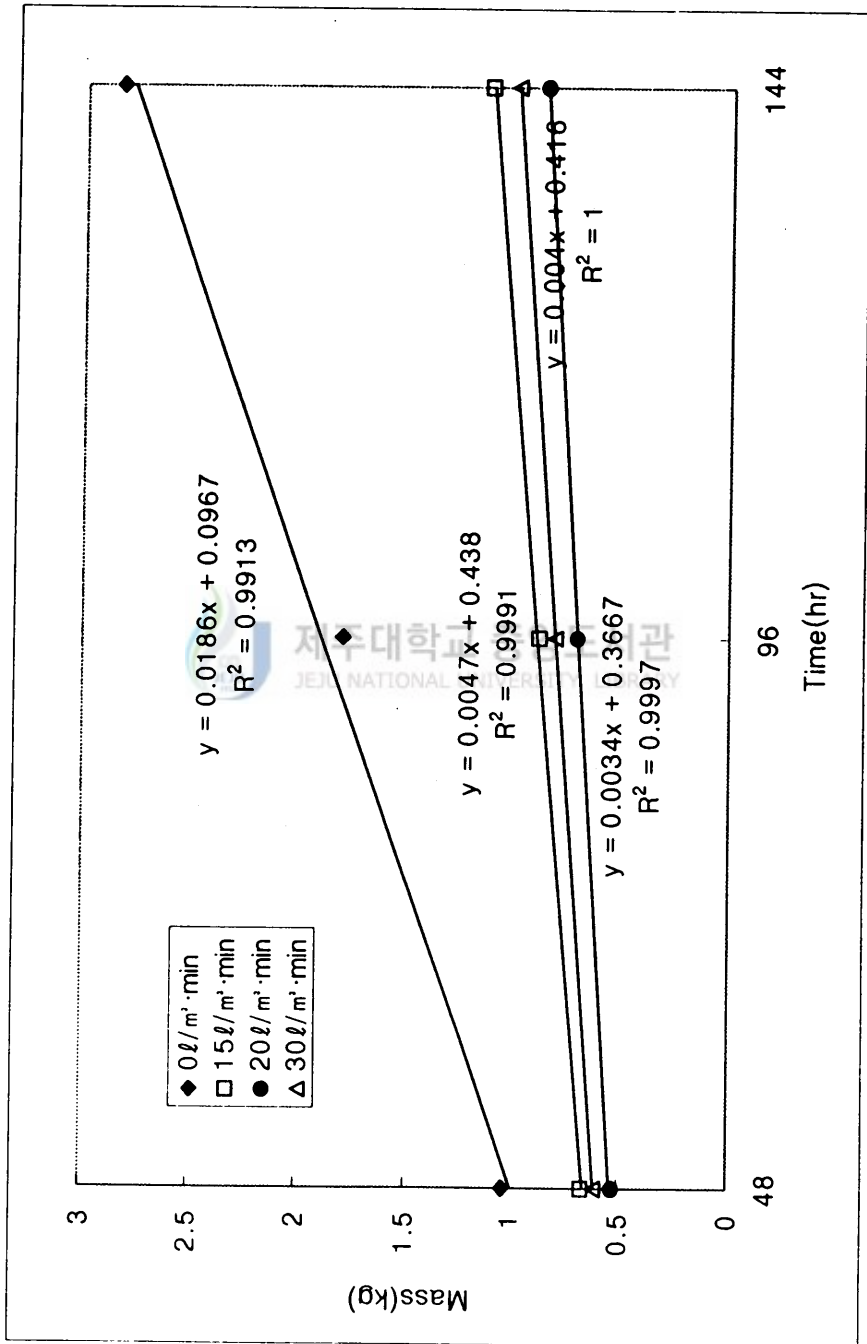 Mass(kg)
3
2.5
2
1.5
1
0.5
0
◆ 0ℓ/㎥·min
□ 15ℓ/㎥·min
● 20ℓ/㎥·min
△ 30ℓ/㎥·min
y = 0.0186x + 0.0967
R² = 0.9913
y = 0.0047x + 0.438
R² = 0.9991
y = 0.0034x + 0.3667
R² = 0.9997
y = 0.004x + 0.416
R² = 1
제주대학교 중앙도서관
JEJU NATIONAL UNIVERSITY LIBRARY
48
96
144
Time(hr)